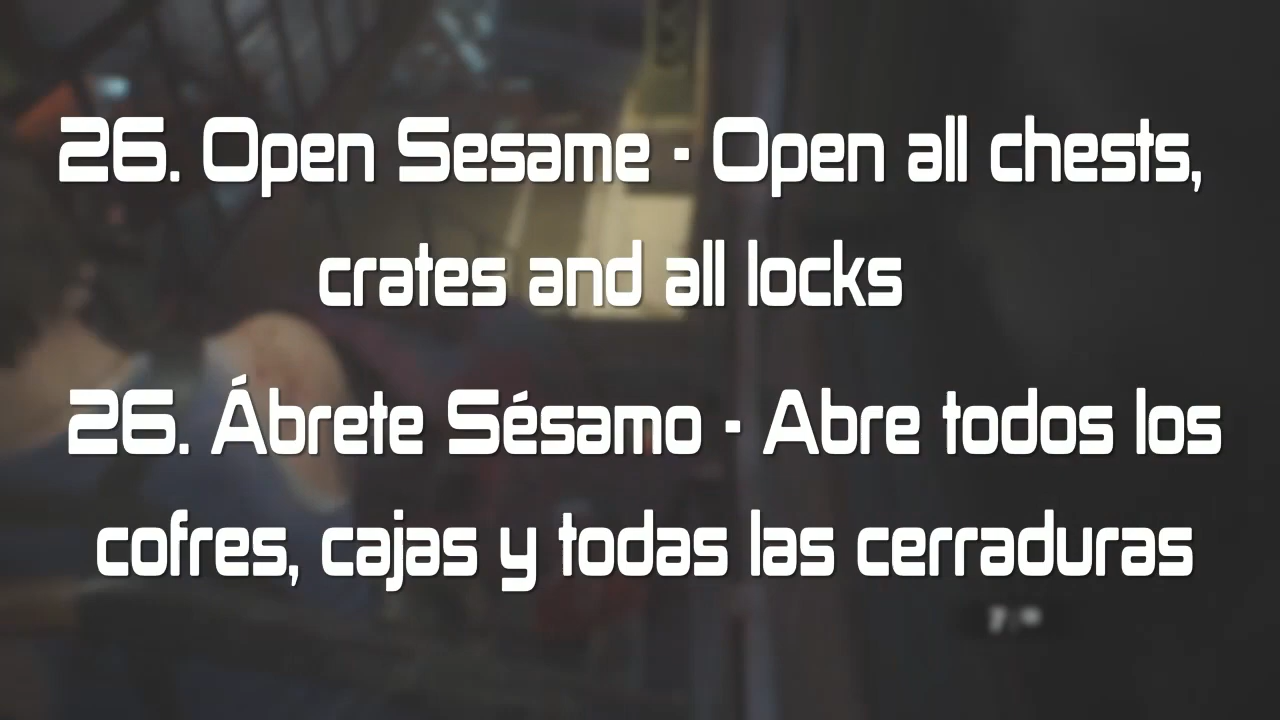 26. Open Sesame - Open all chests,
crates and all locks
26. Ábrete Sésamo - Abre todos los
cofres, cajas y todas las cerraduras